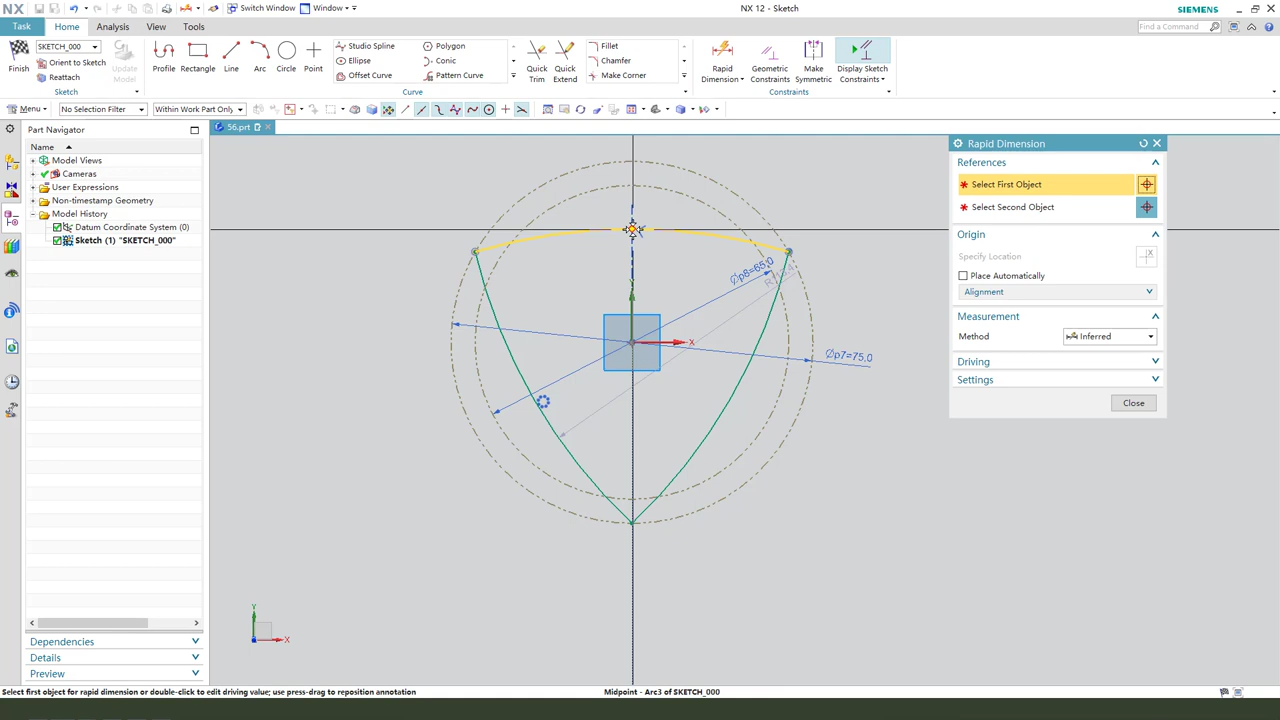 NX
Switch Window
Window
NX 12 - Sketch
SIEMENS
Task
Home
Analysis
View
Tools
Find a Command
SKETCH_000
Orient to Sketch
Reattach
Finish
Update
Model
Sketch
Profile
Rectangle
Line
Arc
Circle
Point
Studio Spline
Ellipse
Offset Curve
Polygon
Conic
Pattern Curve
Quick
Trim
Quick
Extend
Fillet
Chamfer
Make Corner
Curve
Rapid
Dimension
Geometric
Constraints
Make
Symmetric
Display Sketch
Constraints
Constraints
Menu
No Selection Filter
Within Work Part Only
Part Navigator
56.prt
Name
Model Views
Cameras
User Expressions
Non-timestamp Geometry
Model History
Datum Coordinate System (0)
Sketch (1) "SKETCH_000"
Dependencies
Details
Preview
Øp8=65.0
Øp7=75.0
X
Y
X
Rapid Dimension
References
Select First Object
Select Second Object
Origin
Specify Location
Place Automatically
Alignment
Measurement
Method
Inferred
Driving
Settings
Close
Select first object for rapid dimension or double-click to edit driving value; use press-drag to reposition annotation
Midpoint - Arc3 of SKETCH_000